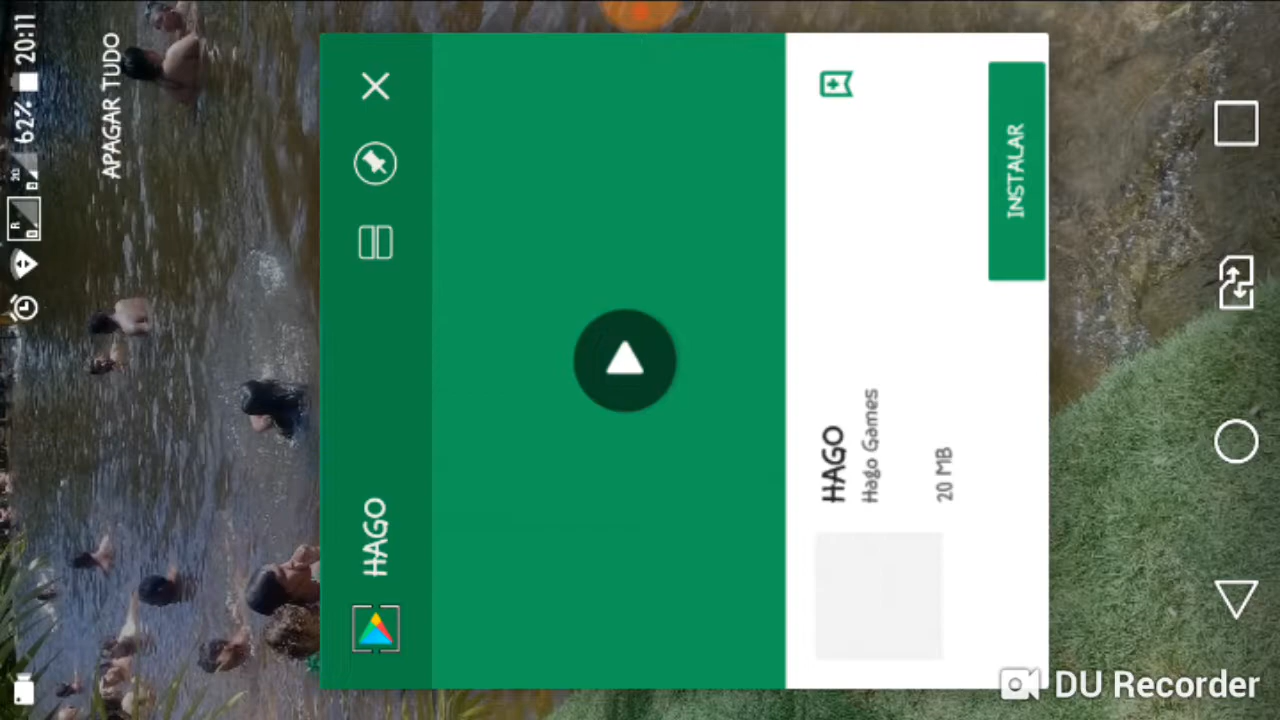 62% 20:11
APAGAR TUDO
HAGO
HAGO
Hago Games
20 MB
INSTALAR
DU Recorder